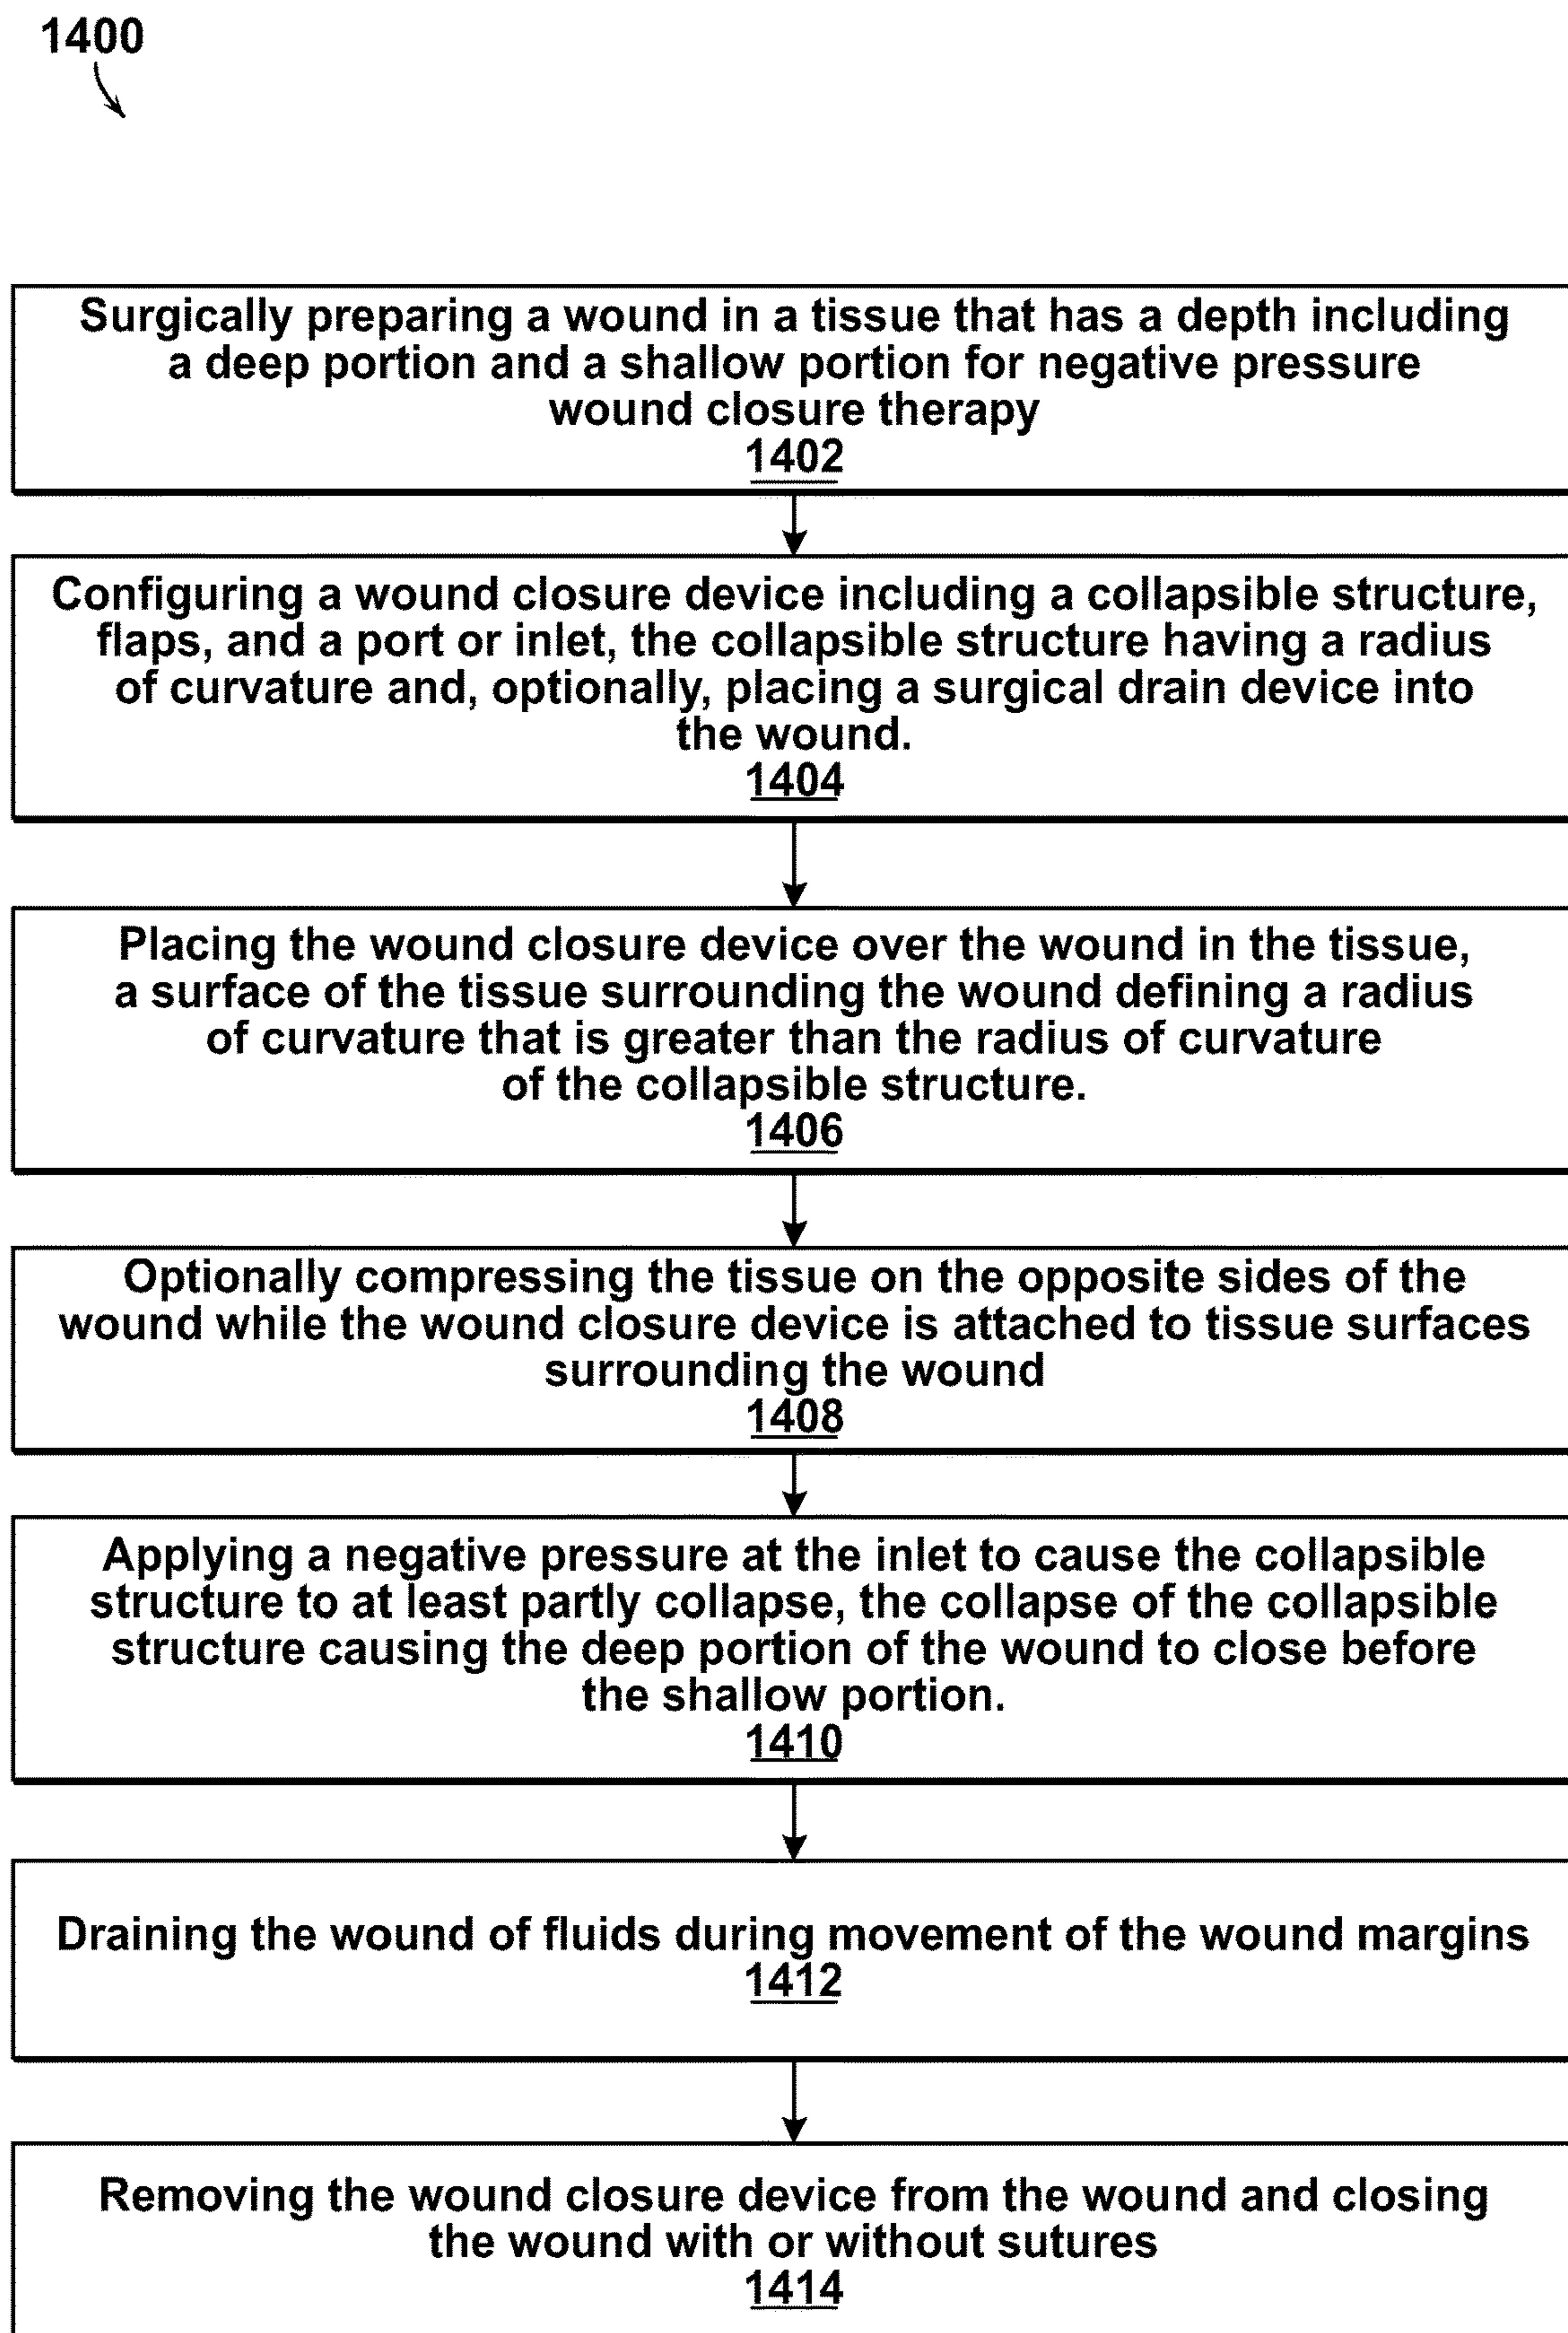 1400
Surgically preparing a wound in a tissue that has a depth including
a deep portion and a shallow portion for negative pressure
wound closure therapy
1402
Configuring a wound closure device including a collapsible structure,
flaps, and a port or inlet, the collapsible structure having a radius
of curvature and, optionally, placing a surgical drain device into
the wound.
1404
Placing the wound closure device over the wound in the tissue,
a surface of the tissue surrounding the wound defining a radius
of curvature that is greater than the radius of curvature
of the collapsible structure.
1406
Optionally compressing the tissue on the opposite sides of the
wound while the wound closure device is attached to tissue surfaces
surrounding the wound
1408
Applying a negative pressure at the inlet to cause the collapsible
structure to at least partly collapse, the collapse of the collapsible
structure causing the deep portion of the wound to close before
the shallow portion.
1410
Draining the wound of fluids during movement of the wound margins
1412
Removing the wound closure device from the wound and closing
the wound with or without sutures
1414